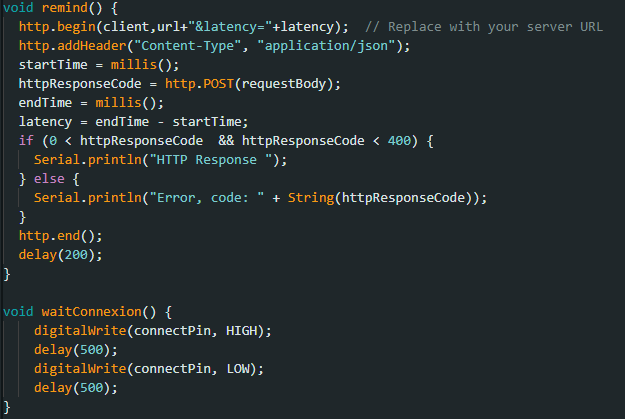 void remind() {
  http.begin(client,url+"&latency="+latency);  // Replace with your server URL
  http.addHeader("Content-Type", "application/json");
  startTime = millis();
  httpResponseCode = http.POST(requestBody);
  endTime = millis();
  latency = endTime - startTime;
  if (0 < httpResponseCode  && httpResponseCode < 400) {
    Serial.println("HTTP Response ");
  } else {
    Serial.println("Error, code: " + String(httpResponseCode));
  }
  http.end();
  delay(200);
}

void waitConnexion() {
    digitalWrite(connectPin, HIGH);
    delay(500);
    digitalWrite(connectPin, LOW);
    delay(500);
}